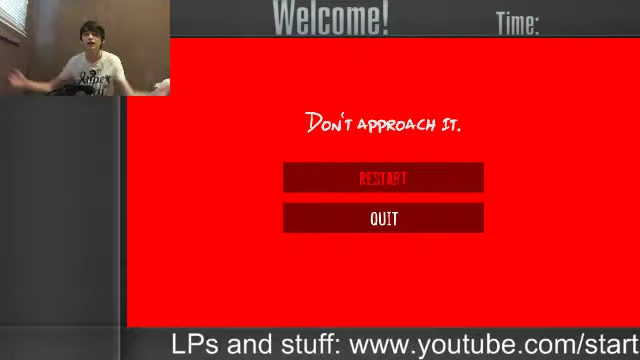 Welcome!
Time:
DON'T APPROACH IT.
RESTART
QUIT
LPs and stuff: www.youtube.com/start